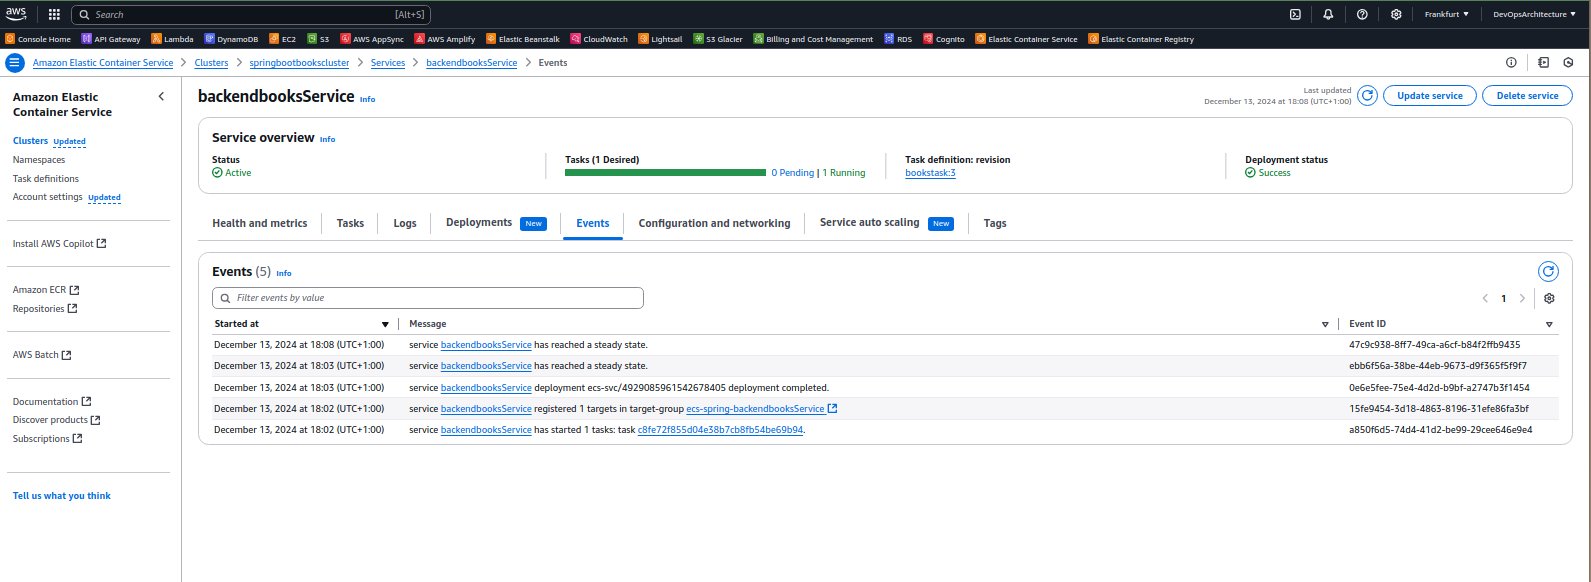 aws Search [Alt+S] Frankfurt ▼ DevOpsArchitecture ▼
Console Home API Gateway Lambda DynamoDB EC2 S3 AWS AppSync AWS Amplify Elastic Beanstalk CloudWatch Lightsail S3 Glacier Billing and Cost Management RDS Cognito Elastic Container Service Elastic Container Registry
Amazon Elastic Container Service > Clusters > springbootbookscluster > Services > backendbooksService > Events
Amazon Elastic
Container Service
Clusters Updated
Namespaces
Task definitions
Account settings Updated
Install AWS Copilot
Amazon ECR
Repositories
AWS Batch
Documentation
Discover products
Subscriptions
Tell us what you think
backendbooksService Info
Last updated
December 13, 2024 at 18:08 (UTC+1:00)
Update service Delete service
Service overview Info
Status
Active
Tasks (1 Desired)
0 Pending | 1 Running
Task definition: revision
bookstask:3
Deployment status
Success
Health and metrics Tasks Logs Deployments New Events Configuration and networking Service auto scaling New Tags
Events (5) Info
Filter events by value
1
Started at Message Event ID
December 13, 2024 at 18:08 (UTC+1:00) service backendbooksService has reached a steady state. 47c9c938-8ff7-49ca-a6cf-b84f2ffb9435
December 13, 2024 at 18:03 (UTC+1:00) service backendbooksService has reached a steady state. ebb6f56a-38be-44eb-9673-d9f365f5f9f7
December 13, 2024 at 18:03 (UTC+1:00) service backendbooksService deployment ecs-svc/4929085961542678405 deployment completed. 0e6e5fee-75e4-4d2d-b9bf-a2747b3f1454
December 13, 2024 at 18:02 (UTC+1:00) service backendbooksService registered 1 targets in target-group ecs-spring-backendbooksService 15fe9454-3d18-4863-8196-31efe86fa3bf
December 13, 2024 at 18:02 (UTC+1:00) service backendbooksService has started 1 tasks: task c8fe72f855d04e38b7cb8fb54be69b94. a850f6d5-74d4-41d2-be99-29cee646e9e4